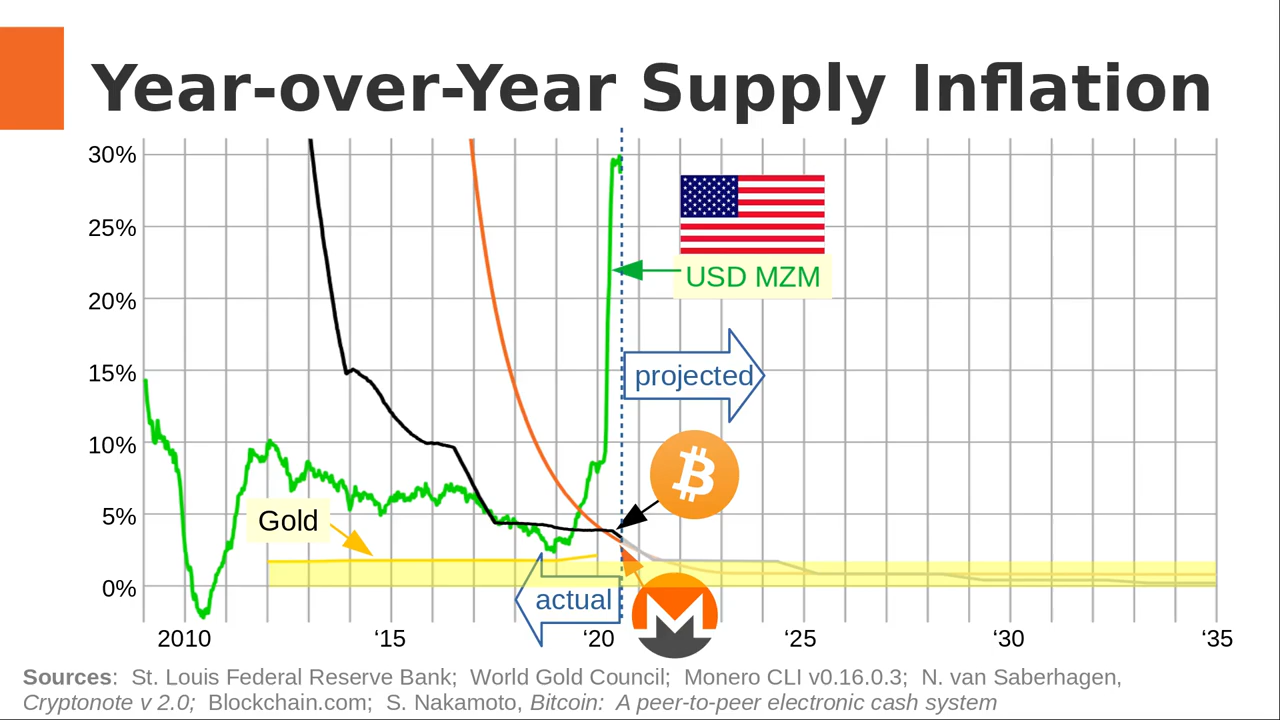 Year-over-Year Supply Inflation
30%
25%
USD MZM
20%
15%
projected
10%
5%
Gold
0%
actual
2010 ‘15 ‘20 ‘25 ‘30 ‘35
Sources: St. Louis Federal Reserve Bank; World Gold Council; Monero CLI v0.16.0.3; N. van Saberhagen,
Cryptonote v 2.0; Blockchain.com; S. Nakamoto, Bitcoin: A peer-to-peer electronic cash system